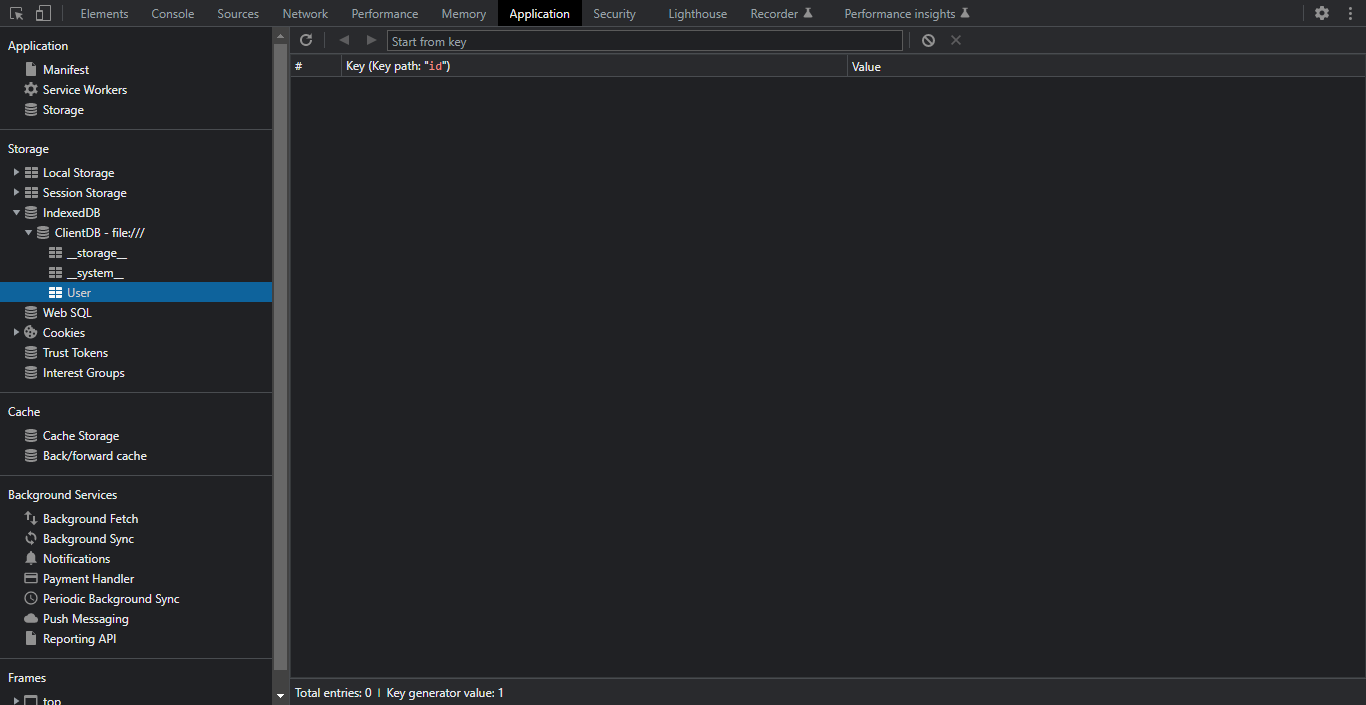 Elements Console Sources Network Performance Memory Application Security Lighthouse Recorder Performance insights
Application
Manifest
Service Workers
Storage
Storage
Local Storage
Session Storage
IndexedDB
ClientDB - file:///
__storage__
__system__
User
Web SQL
Cookies
Trust Tokens
Interest Groups
Cache
Cache Storage
Back/forward cache
Background Services
Background Fetch
Background Sync
Notifications
Payment Handler
Periodic Background Sync
Push Messaging
Reporting API
Frames
top
Start from key
# Key (Key path: "id") Value
Total entries: 0 | Key generator value: 1